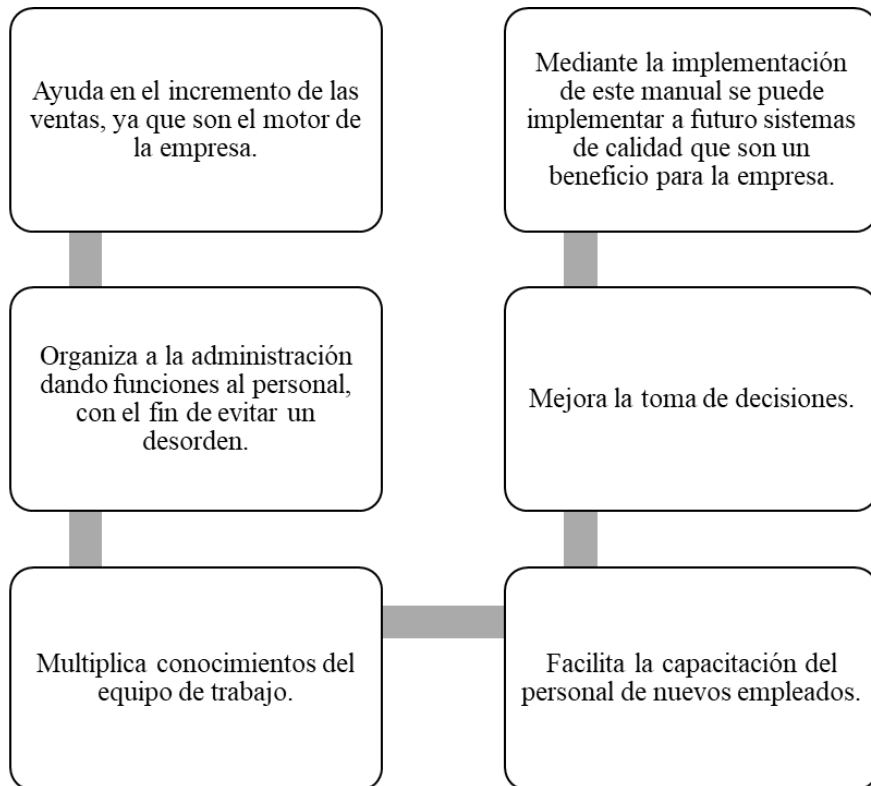 Ayuda en el incremento de las
ventas, ya que son el motor de
la empresa.
Organiza a la administración
dando funciones al personal,
con el fin de evitar un
desorden.
Multiplica conocimientos del
equipo de trabajo.
Facilita la capacitación del
personal de nuevos empleados.
Mejora la toma de decisiones.
Mediante la implementación
de este manual se puede
implementar a futuro sistemas
de calidad que son un
beneficio para la empresa.